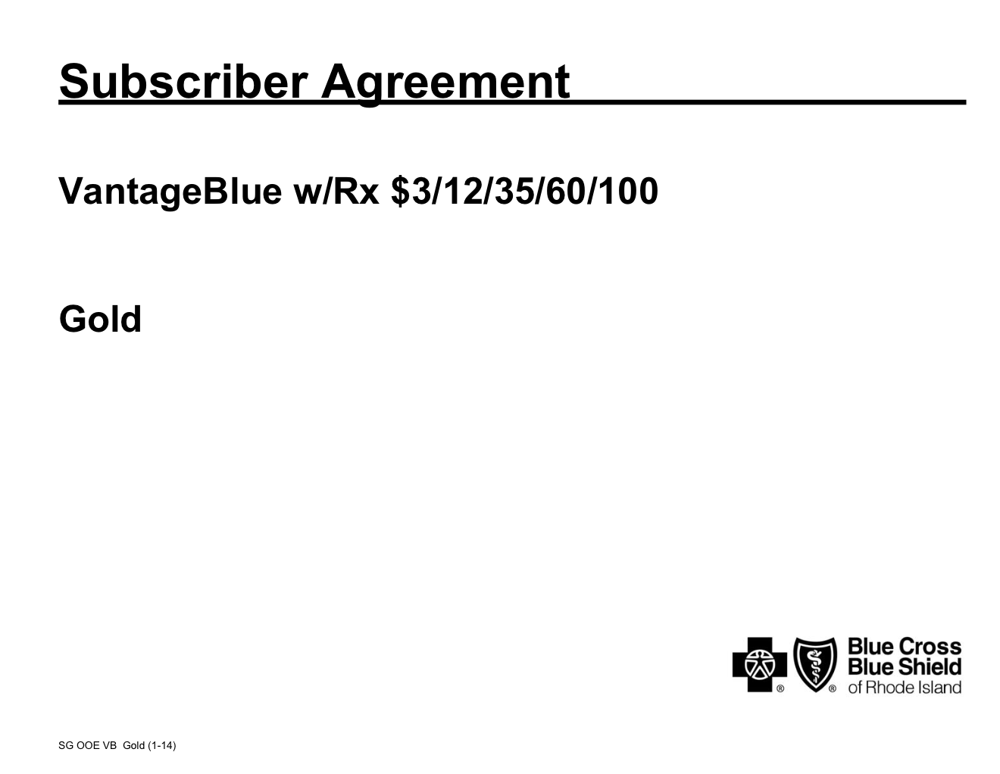 Subscriber Agreement
VantageBlue w/Rx $3/12/35/60/100
Gold
Blue Cross
Blue Shield
of Rhode Island
® ®
SG OOE VB  Gold (1-14)